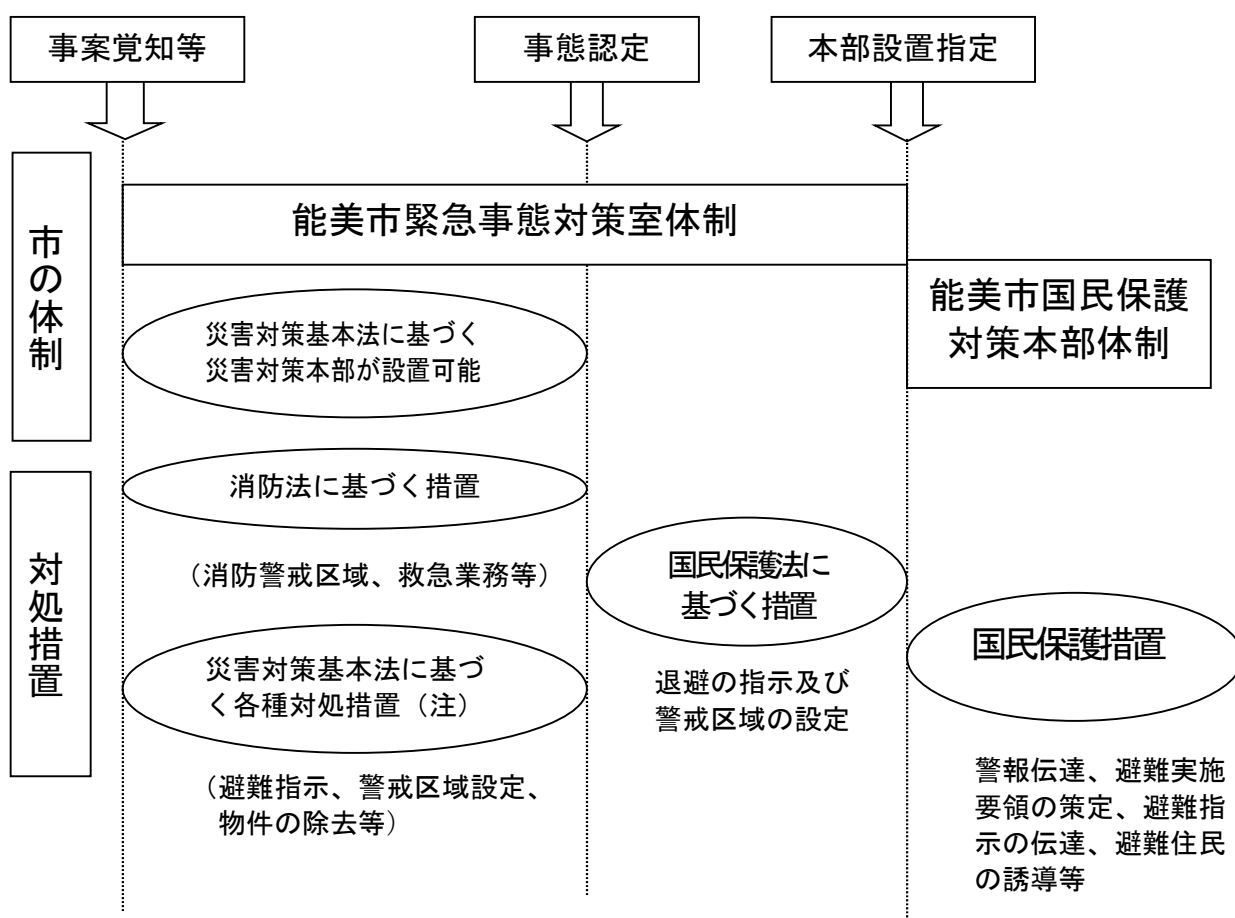 事案覚知等
事態認定
本部設置指定
市の体制
能美市緊急事態対策室体制
能美市国民保護
対策本部体制
災害対策基本法に基づく
災害対策本部が設置可能
対処措置
消防法に基づく措置
（消防警戒区域、救急業務等）
災害対策基本法に基づ
く各種対処措置（注）
（避難指示、警戒区域設定、
物件の除去等）
国民保護法に
基づく措置
退避の指示及び
警戒区域の設定
国民保護措置
警報伝達、避難実施
要領の策定、避難指
示の伝達、避難住民
の誘導等